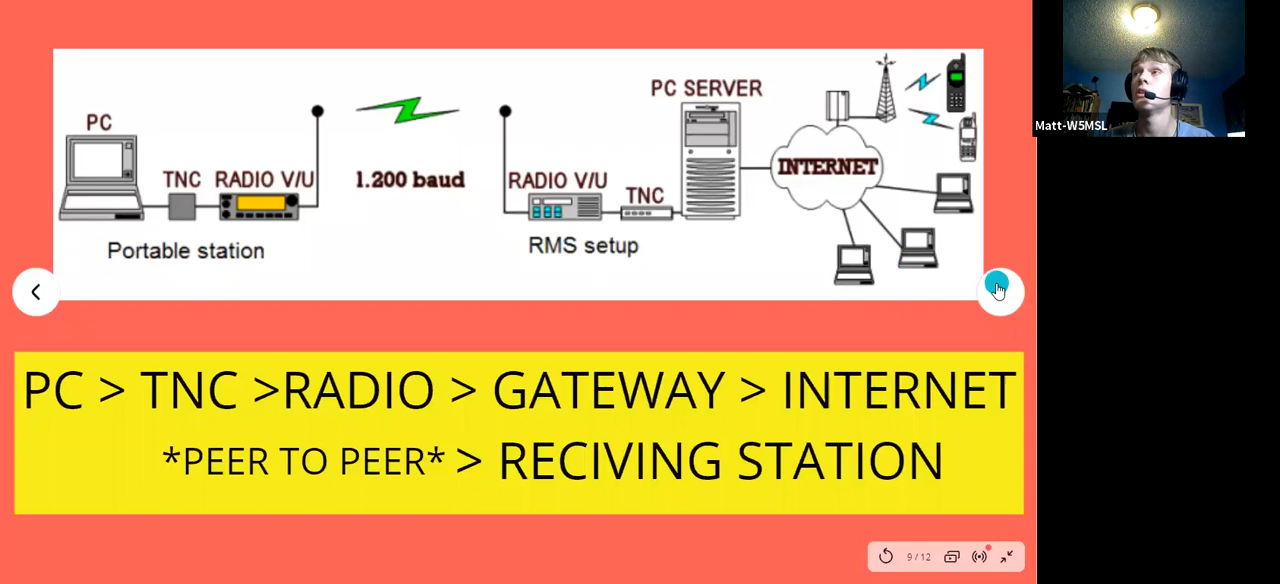 PC SERVER
PC
TNC RADIO V/U
1.200 baud
RADIO V/U
TNC
INTERNET
Portable station
RMS setup
Matt-W5MSL
PC > TNC >RADIO > GATEWAY > INTERNET
*PEER TO PEER* > RECIVING STATION
9 / 12